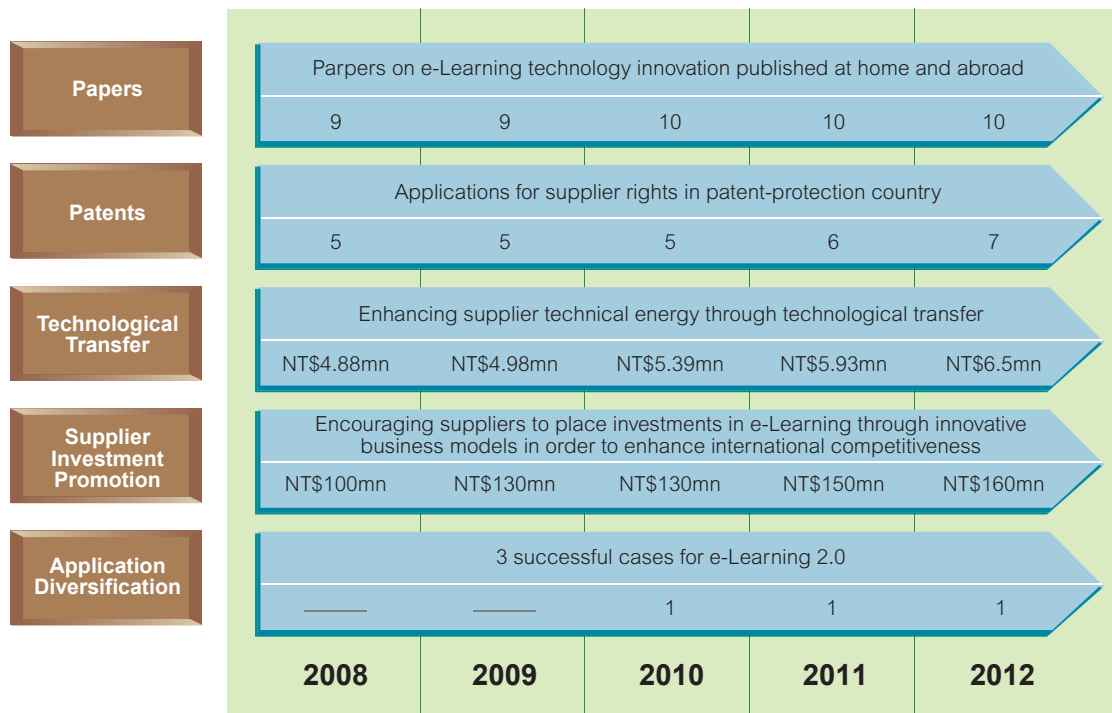 Papers
Parpers on e-Learning technology innovation published at home and abroad
9 9 10 10 10
Patents
Applications for supplier rights in patent-protection country
5 5 5 6 7
Technological
Transfer
Enhancing supplier technical energy through technological transfer
NT$4.88mn NT$4.98mn NT$5.39mn NT$5.93mn NT$6.5mn
Supplier
Investment
Promotion
Encouraging suppliers to place investments in e-Learning through innovative
business models in order to enhance international competitiveness
NT$100mn NT$130mn NT$130mn NT$150mn NT$160mn
Application
Diversification
3 successful cases for e-Learning 2.0
—— —— 1 1 1
2008 2009 2010 2011 2012